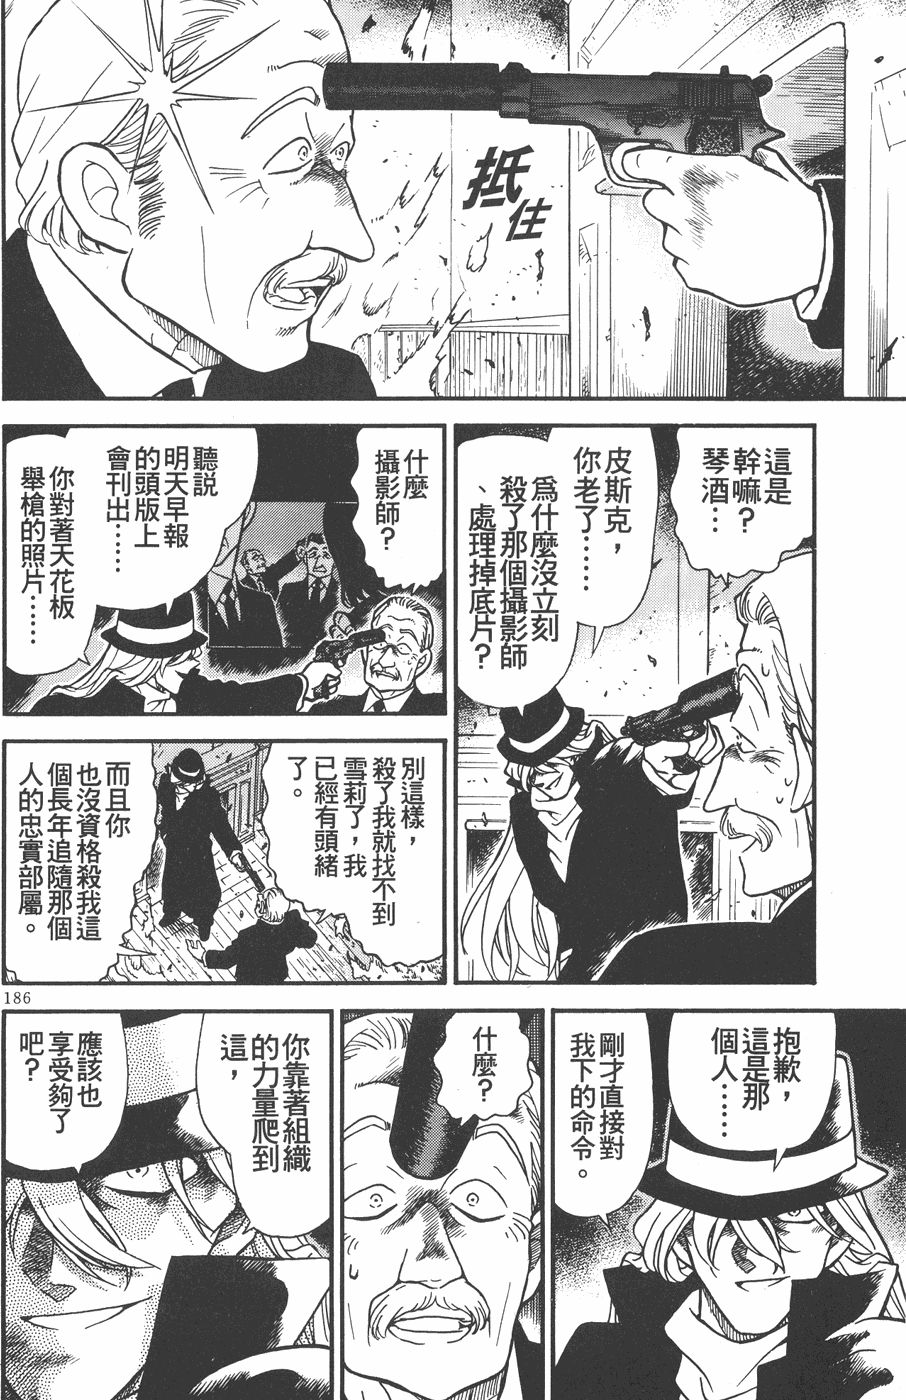 抵
住
這是
幹嘛?
琴酒…
皮斯克,
你老了……
為什麼沒立刻
殺了那個攝影師
、處理掉底片?
什麼
攝影師?
聽說
明天早報
的頭版上
會刊出……
你對著天花板
舉槍的照片……
別這樣,
殺了我就找不到
雪莉了,我
已經有頭緒
了。
而且你
也沒資格殺我這
個長年追隨那個
人的忠實部屬。
186
抱歉,
這是那
個人……
剛才直接對
我下的命令。
什麼?
你靠著組織
的力量爬到
這,
應該也
享受夠了
吧?